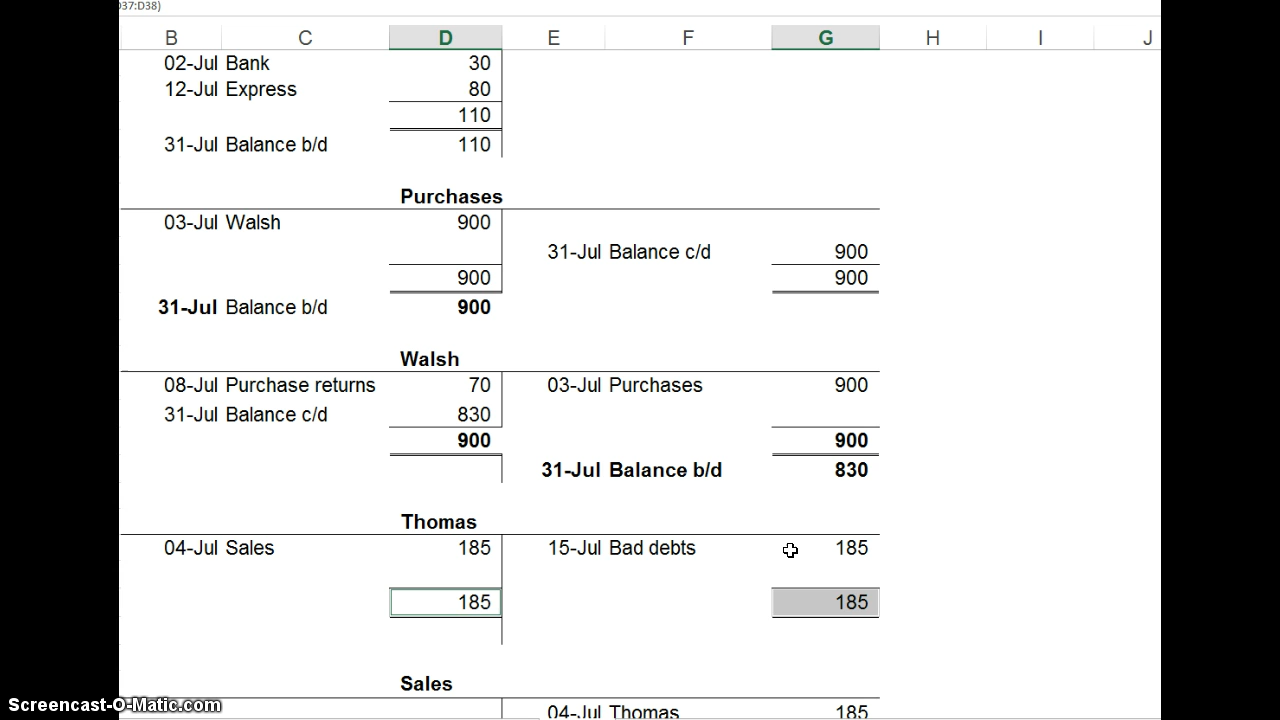 37:D38)
B C D E F G H I J
02-Jul Bank 30
12-Jul Express 80
110
31-Jul Balance b/d 110
Purchases
03-Jul Walsh 900
31-Jul Balance c/d 900
900 900
31-Jul Balance b/d 900
Walsh
08-Jul Purchase returns 70 03-Jul Purchases 900
31-Jul Balance c/d 830
900 900
31-Jul Balance b/d 830
Thomas
04-Jul Sales 185 15-Jul Bad debts 185
185 185
Sales
04-Jul Thomas 185
Screencast-O-Matic.com